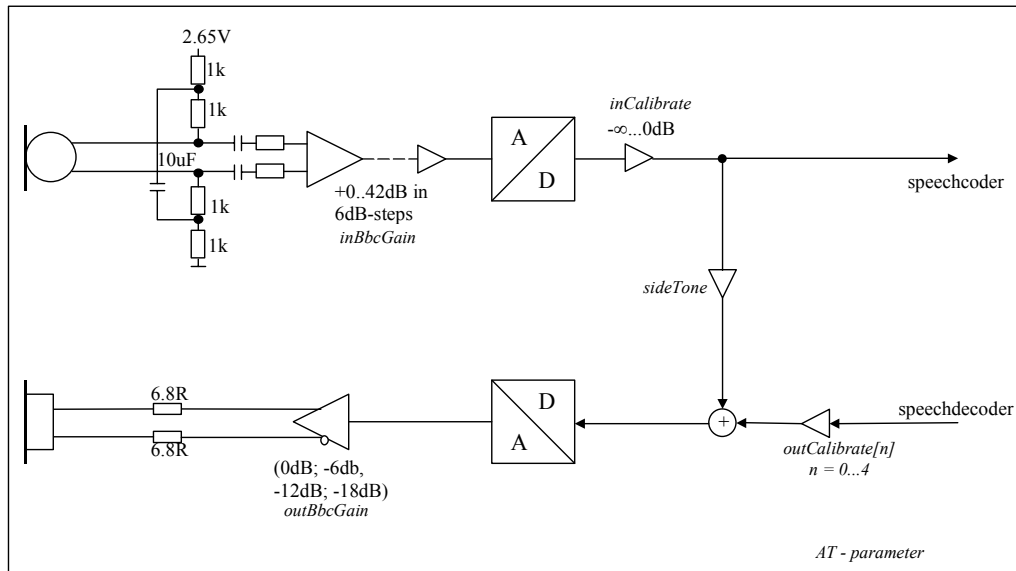 2.65V
1k
1k
10uF
1k
1k
+0..42dB in
6dB-steps
inBbcGain
A
D
inCalibrate
-∞...0dB
speechcoder
sideTone
6.8R
6.8R
(0dB; -6db,
-12dB; -18dB)
outBbcGain
D
A
+
speechdecoder
outCalibrate[n]
n = 0...4
AT - parameter